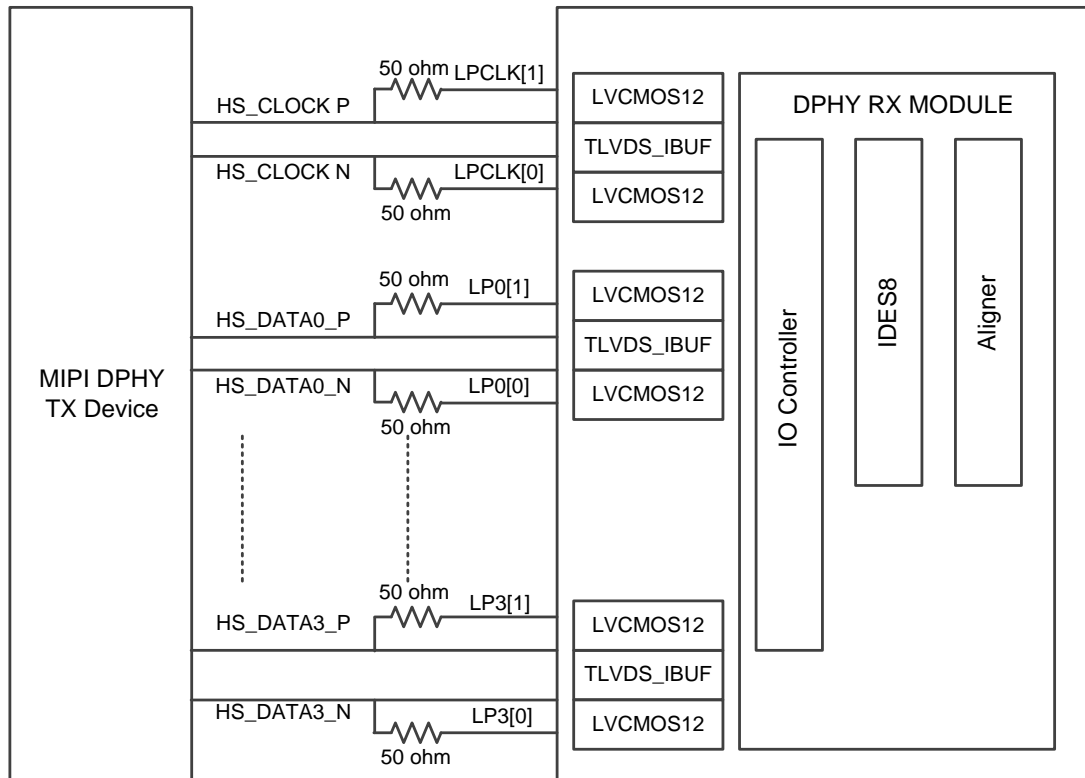 MIPI DPHY
TX Device
50 ohm
LPCLK[1]
HS_CLOCK P
HS_CLOCK N
LPCLK[0]
50 ohm
LVCMOS12
TLVDS_IBUF
LVCMOS12
50 ohm
LP0[1]
HS_DATA0_P
HS_DATA0_N
LP0[0]
50 ohm
LVCMOS12
TLVDS_IBUF
LVCMOS12
50 ohm
LP3[1]
HS_DATA3_P
HS_DATA3_N
LP3[0]
50 ohm
LVCMOS12
TLVDS_IBUF
LVCMOS12
DPHY RX MODULE
IO Controller
IDES8
Aligner